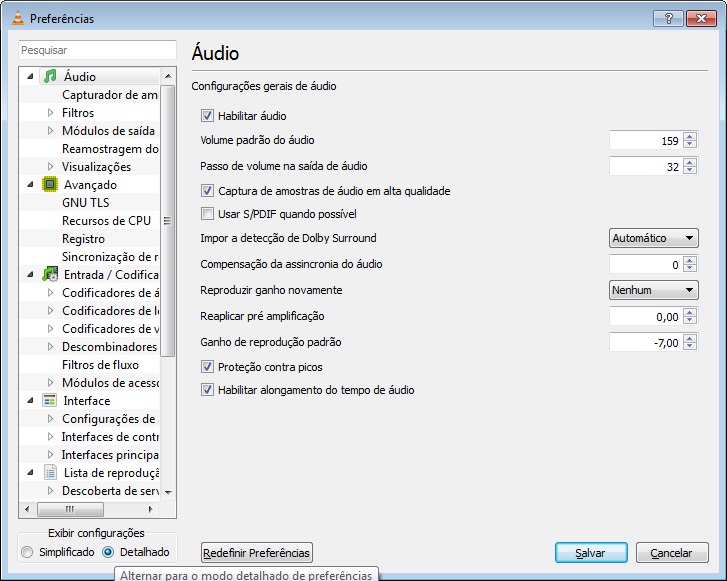 Preferências
Pesquisar
Áudio
Capturador de am
Filtros
Módulos de saída
Reamostragem do
Visualizações
Avançado
GNU TLS
Recursos de CPU
Registro
Sincronização de r
Entrada / Codifica
Codificadores de á
Codificadores de le
Codificadores de v
Descombinadores
Filtros de fluxo
Módulos de acesso
Interface
Configurações de
Interfaces de contr
Interfaces principa
Lista de reproduçã
Descoberta de serv
Exibir configurações
Simplificado Detalhado
Áudio
Configurações gerais de áudio
Habilitar áudio
Volume padrão do áudio 159
Passo de volume na saída de áudio 32
Captura de amostras de áudio em alta qualidade
Usar S/PDIF quando possível
Impor a detecção de Dolby Surround Automático
Compensação da assincronia do áudio 0
Reproduzir ganho novamente Nenhum
Reaplicar pré amplificação 0,00
Ganho de reprodução padrão -7,00
Proteção contra picos
Habilitar alongamento do tempo de áudio
Redefinir Preferências Salvar Cancelar
Alternar para o modo detalhado de preferências